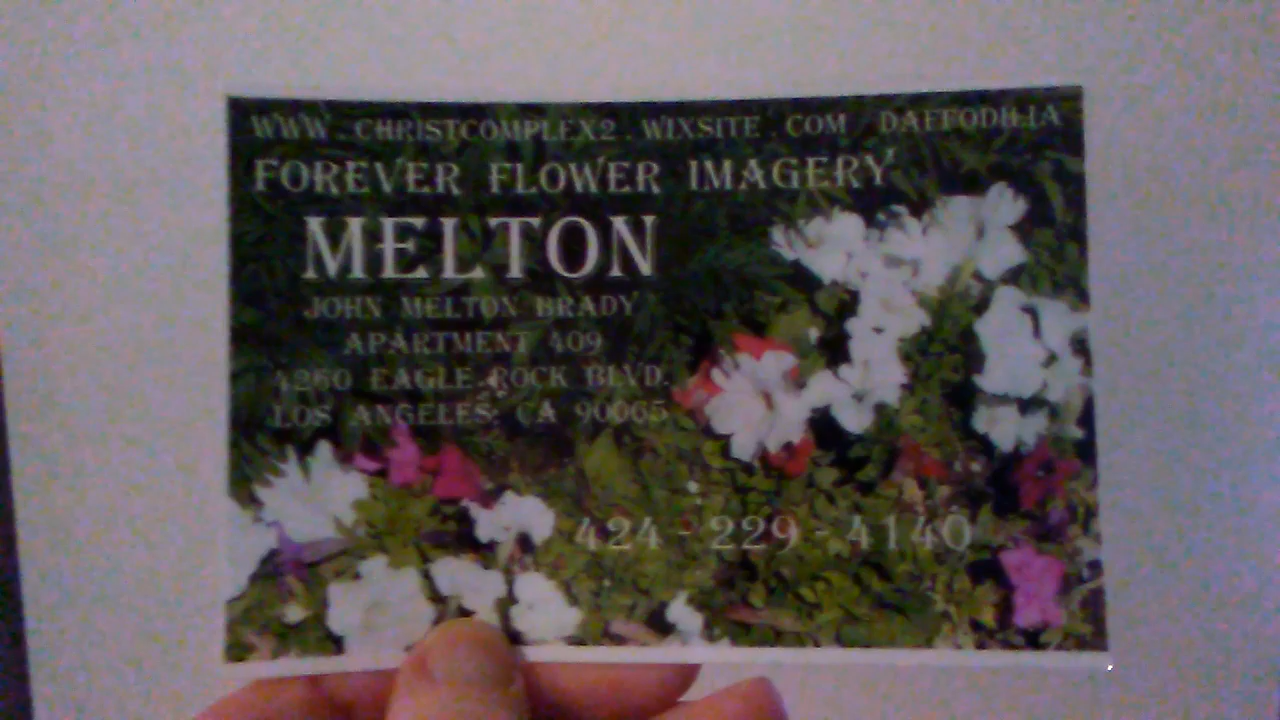 WWW.CHRISTCOMPLEX2.WIXSITE.COM DAFFODILIA
FOREVER FLOWER IMAGERY
MELTON
JOHN MELTON BRADY
APARTMENT 409
4260 EAGLE ROCK BLVD.
LOS ANGELES, CA 90065
424-229-4140